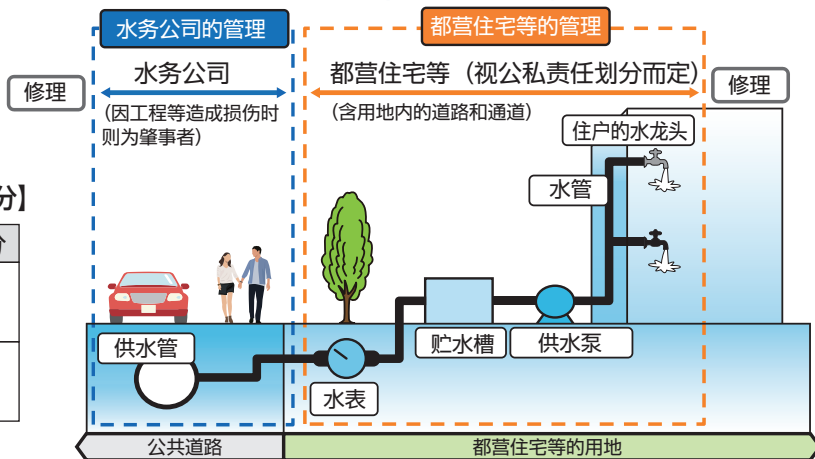 水务公司的管理
都营住宅等的管理
修理
水务公司
都营住宅等（视公私责任划分而定）
修理
（因工程等造成损伤时
则为肇事者）
（含用地内的道路和通道）
住户的水龙头
水管
分】
供水管
贮水槽
供水泵
水表
公共道路
都营住宅等的用地